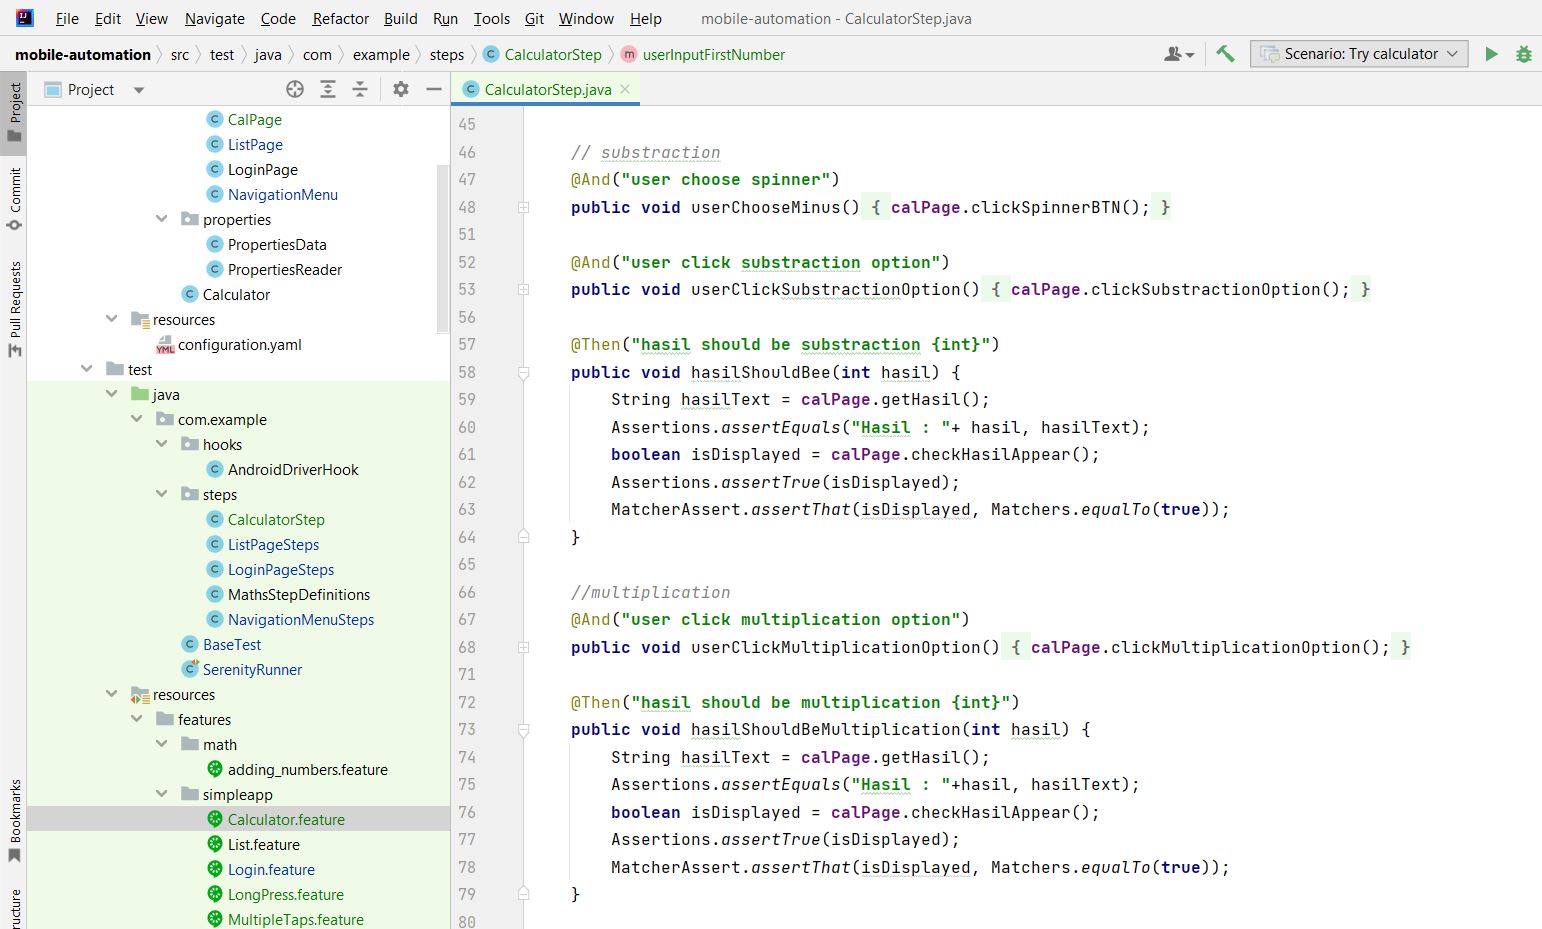 File Edit View Navigate Code Refactor Build Run Tools Git Window Help mobile-automation - CalculatorStep.java
mobile-automation src test java com example steps CalculatorStep userInputFirstNumber Scenario: Try calculator
Project
CalculatorStep.java
Project
Commit
Pull Requests
Bookmarks
ructure
CalPage
ListPage
LoginPage
NavigationMenu
properties
PropertiesData
PropertiesReader
Calculator
resources
configuration.yaml
test
java
com.example
hooks
AndroidDriverHook
steps
CalculatorStep
ListPageSteps
LoginPageSteps
MathsStepDefinitions
NavigationMenuSteps
BaseTest
SerenityRunner
resources
features
math
adding_numbers.feature
simpleapp
Calculator.feature
List.feature
Login.feature
LongPress.feature
MultipleTaps.feature
45
46 // substraction
47 @And("user choose spinner")
48 public void userChooseMinus() { calPage.clickSpinnerBTN(); }
51
52 @And("user click substraction option")
53 public void userClickSubstractionOption() { calPage.clickSubstractionOption(); }
56
57 @Then("hasil should be substraction {int}")
58 public void hasilShouldBee(int hasil) {
59 String hasilText = calPage.getHasil();
60 Assertions.assertEquals("Hasil : "+ hasil, hasilText);
61 boolean isDisplayed = calPage.checkHasilAppear();
62 Assertions.assertTrue(isDisplayed);
63 MatcherAssert.assertThat(isDisplayed, Matchers.equalTo(true));
64 }
65
66 //multiplication
67 @And("user click multiplication option")
68 public void userClickMultiplicationOption() { calPage.clickMultiplicationOption(); }
71
72 @Then("hasil should be multiplication {int}")
73 public void hasilShouldBeMultiplication(int hasil) {
74 String hasilText = calPage.getHasil();
75 Assertions.assertEquals("Hasil : "+hasil, hasilText);
76 boolean isDisplayed = calPage.checkHasilAppear();
77 Assertions.assertTrue(isDisplayed);
78 MatcherAssert.assertThat(isDisplayed, Matchers.equalTo(true));
79 }
80